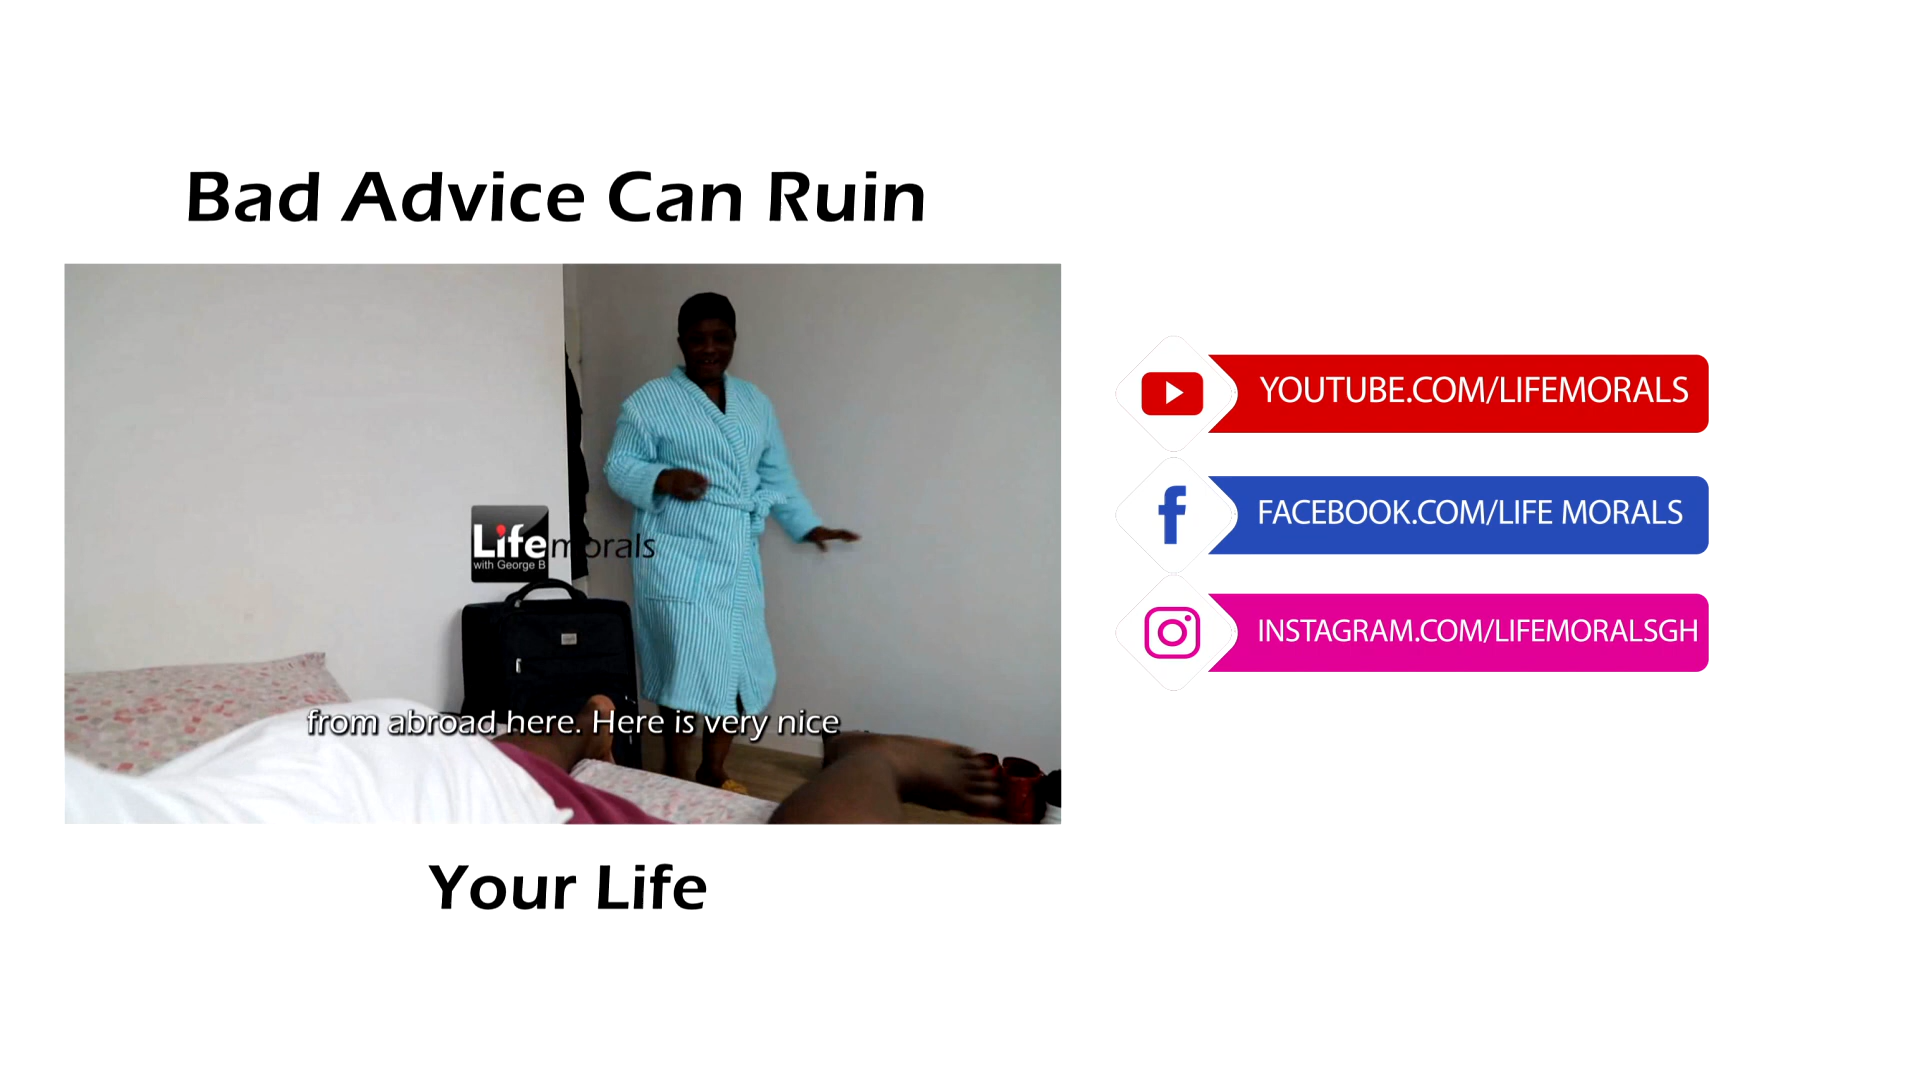 Bad Advice Can Ruin
Life morals
with George B
from abroad here. Here is very nice
Your Life
YOUTUBE.COM/LIFEMORALS
FACEBOOK.COM/LIFE MORALS
INSTAGRAM.COM/LIFEMORALSGH